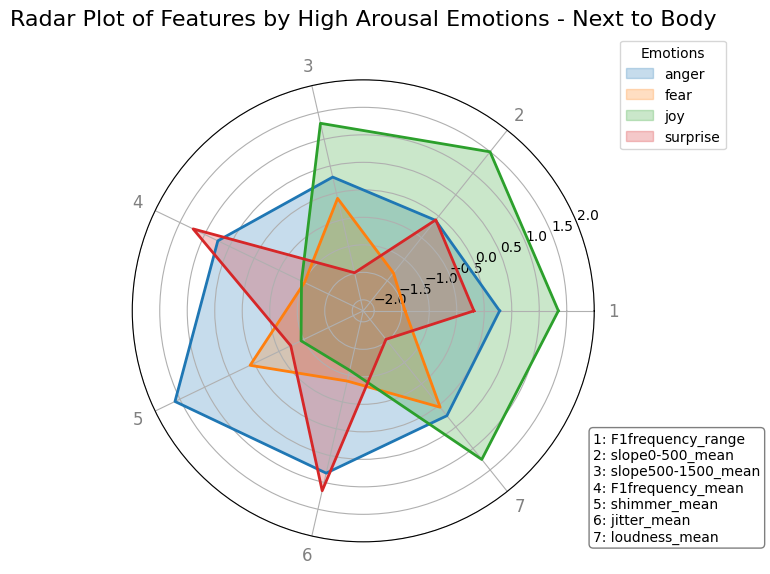 Radar Plot of Features by High Arousal Emotions - Next to Body
Emotions
anger
fear
joy
surprise
3
2
4
2.0
1.5
1.0
0.5
0.0
−0.5
−1.0
−1.5
−2.0
1
5
7
6
1: F1frequency_range
2: slope0-500_mean
3: slope500-1500_mean
4: F1frequency_mean
5: shimmer_mean
6: jitter_mean
7: loudness_mean